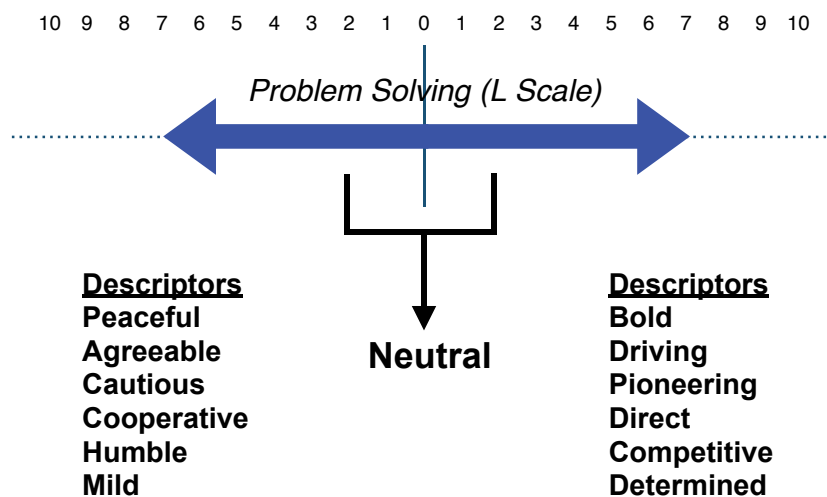 10 9 8 7 6 5 4 3 2 1 0 1 2 3 4 5 6 7 8 9 10
Problem Solving (L Scale)
Descriptors
Peaceful
Agreeable
Cautious
Cooperative
Humble
Mild
Neutral
Descriptors
Bold
Driving
Pioneering
Direct
Competitive
Determined